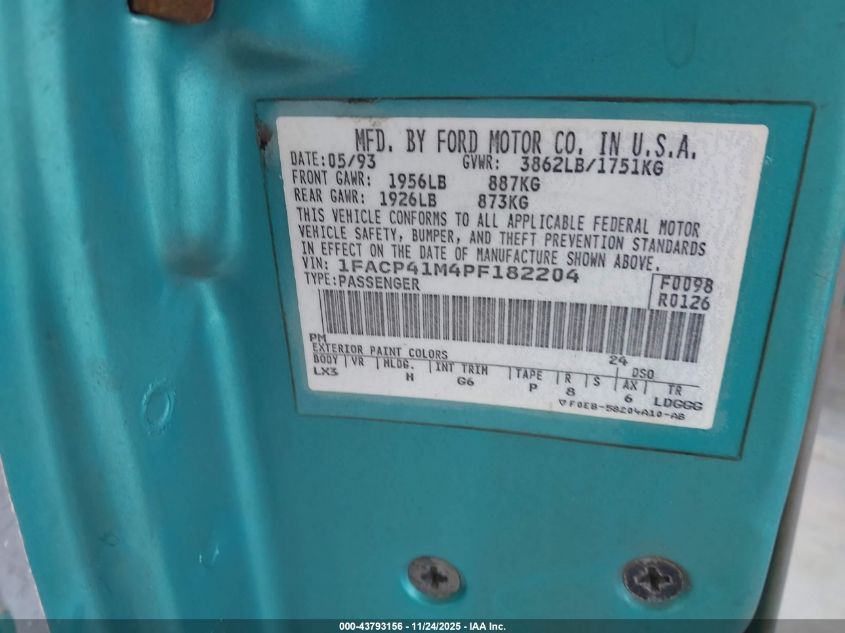 MFD. BY FORD MOTOR CO. IN U.S.A.
DATE: 05/93 GVWR: 3862LB/1751KG
FRONT GAWR: 1956LB 887KG
REAR GAWR: 1926LB 873KG
THIS VEHICLE CONFORMS TO ALL APPLICABLE FEDERAL MOTOR
VEHICLE SAFETY, BUMPER, AND THEFT PREVENTION STANDARDS
IN EFFECT ON THE DATE OF MANUFACTURE SHOWN ABOVE.
VIN: 1FACP41M4PF182204
TYPE: PASSENGER
F0098
R0126
PM 24
EXTERIOR PAINT COLORS DSO
BODY VR MLDG. INT TRIM TAPE R S AX TR
LX3 H G6 P 8 6 LDGGG
▽F0EB-58204A10-AB
000-43793156 - 11/24/2025 - IAA Inc.